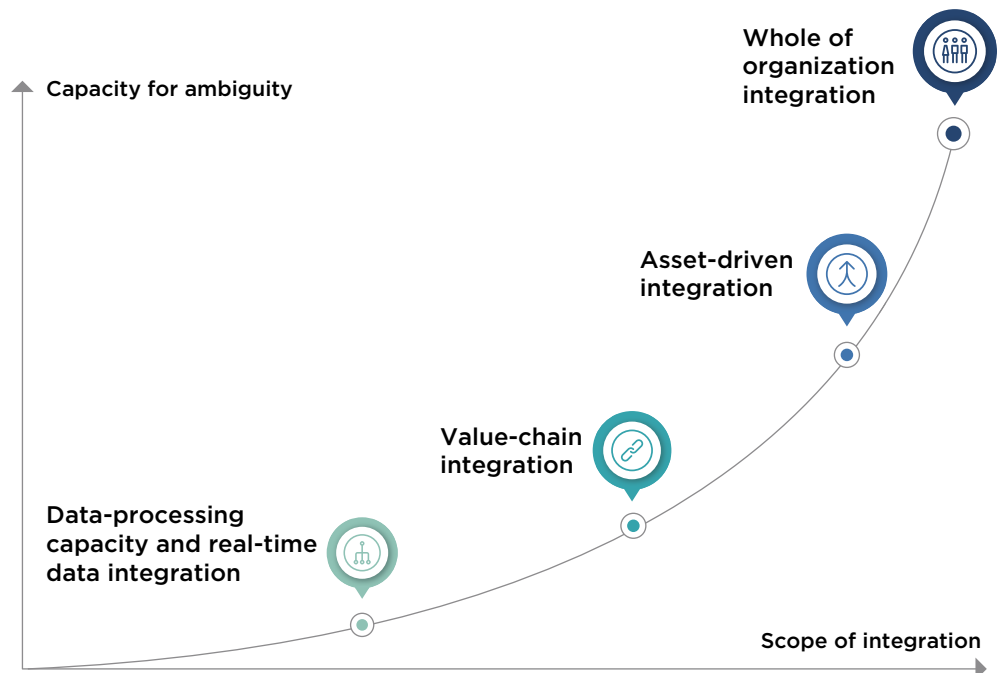 Whole of
organization
integration
Capacity for ambiguity
Asset-driven
integration
Value-chain
integration
Data-processing
capacity and real-time
data integration
Scope of integration